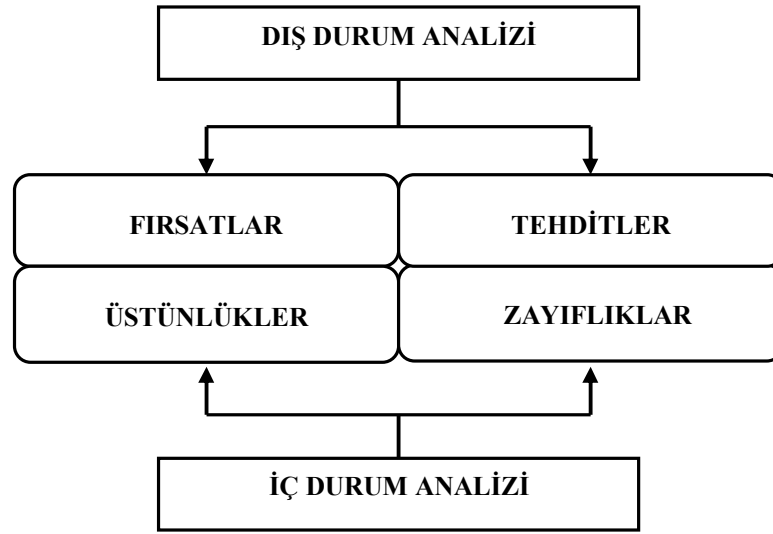 DIŞ DURUM ANALİZİ
FIRSATLAR
TEHDİTLER
ÜSTÜNLÜKLER
ZAYIFLIKLAR
İÇ DURUM ANALİZİ